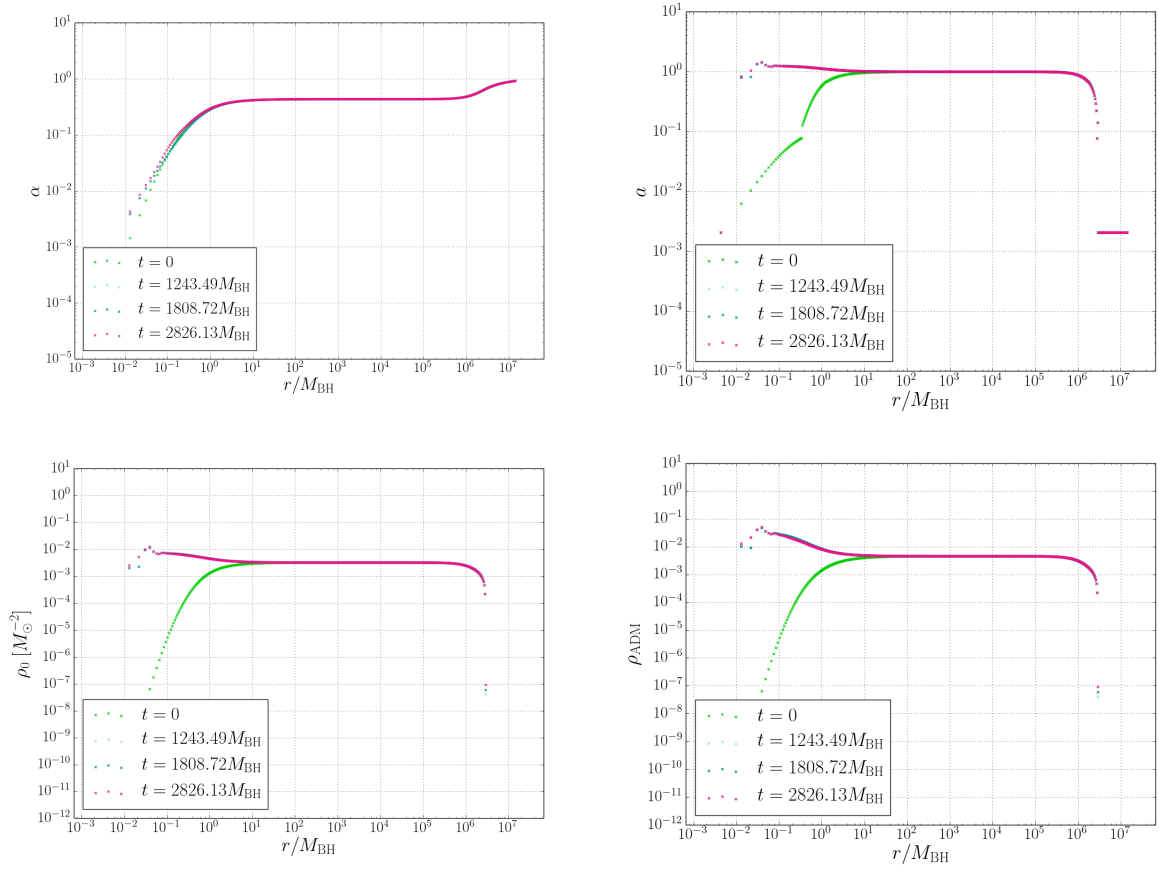 10^1
10^0
10^-1
10^-2
10^-3
10^-4
10^-5
α
t = 0
t = 1243.49M_BH
t = 1808.72M_BH
t = 2826.13M_BH
10^-3 10^-2 10^-1 10^0 10^1 10^2 10^3 10^4 10^5 10^6 10^7
r/M_BH
10^1
10^0
10^-1
10^-2
10^-3
10^-4
10^-5
a
t = 0
t = 1243.49M_BH
t = 1808.72M_BH
t = 2826.13M_BH
10^-3 10^-2 10^-1 10^0 10^1 10^2 10^3 10^4 10^5 10^6 10^7
r/M_BH
10^1
10^0
10^-1
10^-2
10^-3
10^-4
10^-5
10^-6
10^-7
10^-8
10^-9
10^-10
10^-11
10^-12
ρ_0 [M_⊙^-2]
t = 0
t = 1243.49M_BH
t = 1808.72M_BH
t = 2826.13M_BH
10^-3 10^-2 10^-1 10^0 10^1 10^2 10^3 10^4 10^5 10^6 10^7
r/M_BH
10^1
10^0
10^-1
10^-2
10^-3
10^-4
10^-5
10^-6
10^-7
10^-8
10^-9
10^-10
10^-11
10^-12
ρ_ADM
t = 0
t = 1243.49M_BH
t = 1808.72M_BH
t = 2826.13M_BH
10^-3 10^-2 10^-1 10^0 10^1 10^2 10^3 10^4 10^5 10^6 10^7
r/M_BH